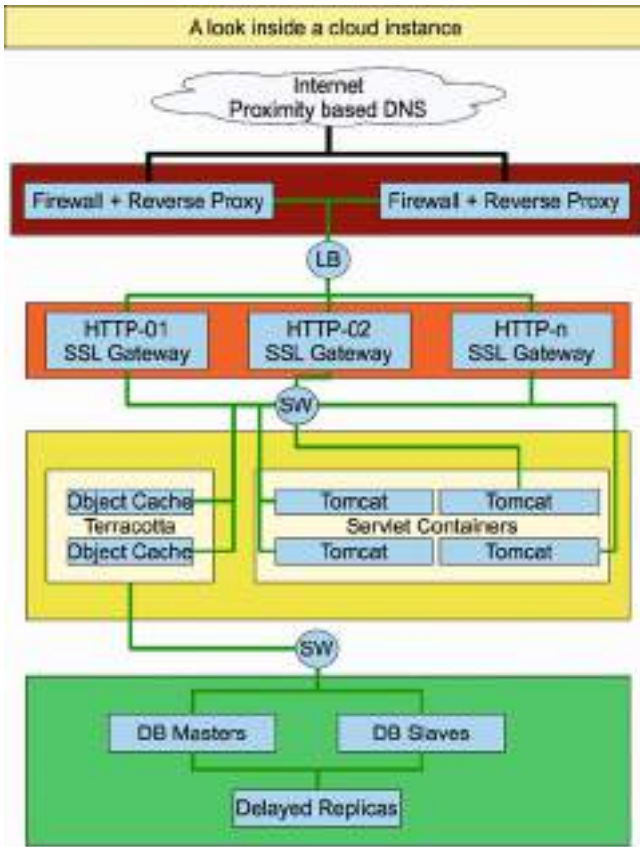 A look inside a cloud instance
Internet
Proximity based DNS
Firewall + Reverse Proxy
Firewall + Reverse Proxy
LB
HTTP-01
SSL Gateway
HTTP-02
SSL Gateway
HTTP-n
SSL Gateway
SW
Object Cache
Terracotta
Object Cache
Tomcat
Tomcat
Servlet Containers
Tomcat
Tomcat
SW
DB Masters
DB Slaves
Delayed Replicas